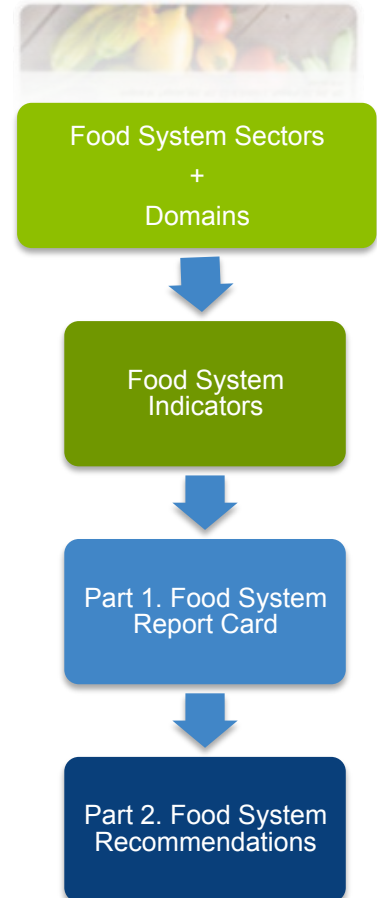 Food System Sectors
+
Domains
Food System
Indicators
Part 1. Food System
Report Card
Part 2. Food System
Recommendations